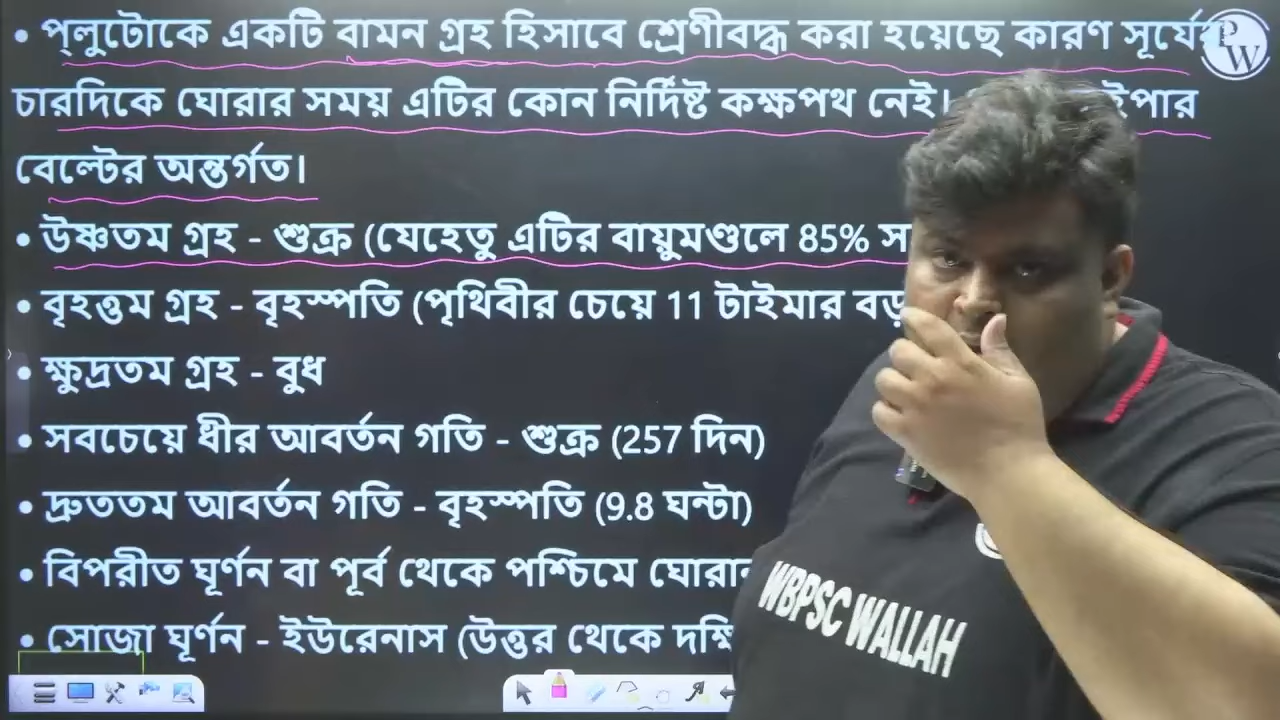 • প্লুটোকে একটি বামন গ্রহ হিসাবে শ্রেণীবদ্ধ করা হয়েছে কারণ সূর্যের
PW
চারদিকে ঘোরার সময় এটির কোন নির্দিষ্ট কক্ষপথ নেই।
বেল্টের অন্তর্গত।
• উষ্ণতম গ্রহ - শুক্র (যেহেতু এটির বায়ুমণ্ডলে 85%
• বৃহত্তম গ্রহ - বৃহস্পতি (পৃথিবীর চেয়ে 11 টাইমার বড়
• ক্ষুদ্রতম গ্রহ - বুধ
• সবচেয়ে ধীর আবর্তন গতি - শুক্র (257 দিন)
• দ্রুততম আবর্তন গতি - বৃহস্পতি (9.8 ঘন্টা)
• বিপরীত ঘূর্ণন বা পূর্ব থেকে পশ্চিমে
• সোজা ঘূর্ণন - ইউরেনাস (উত্তর থেকে
WBPSC WALLAH